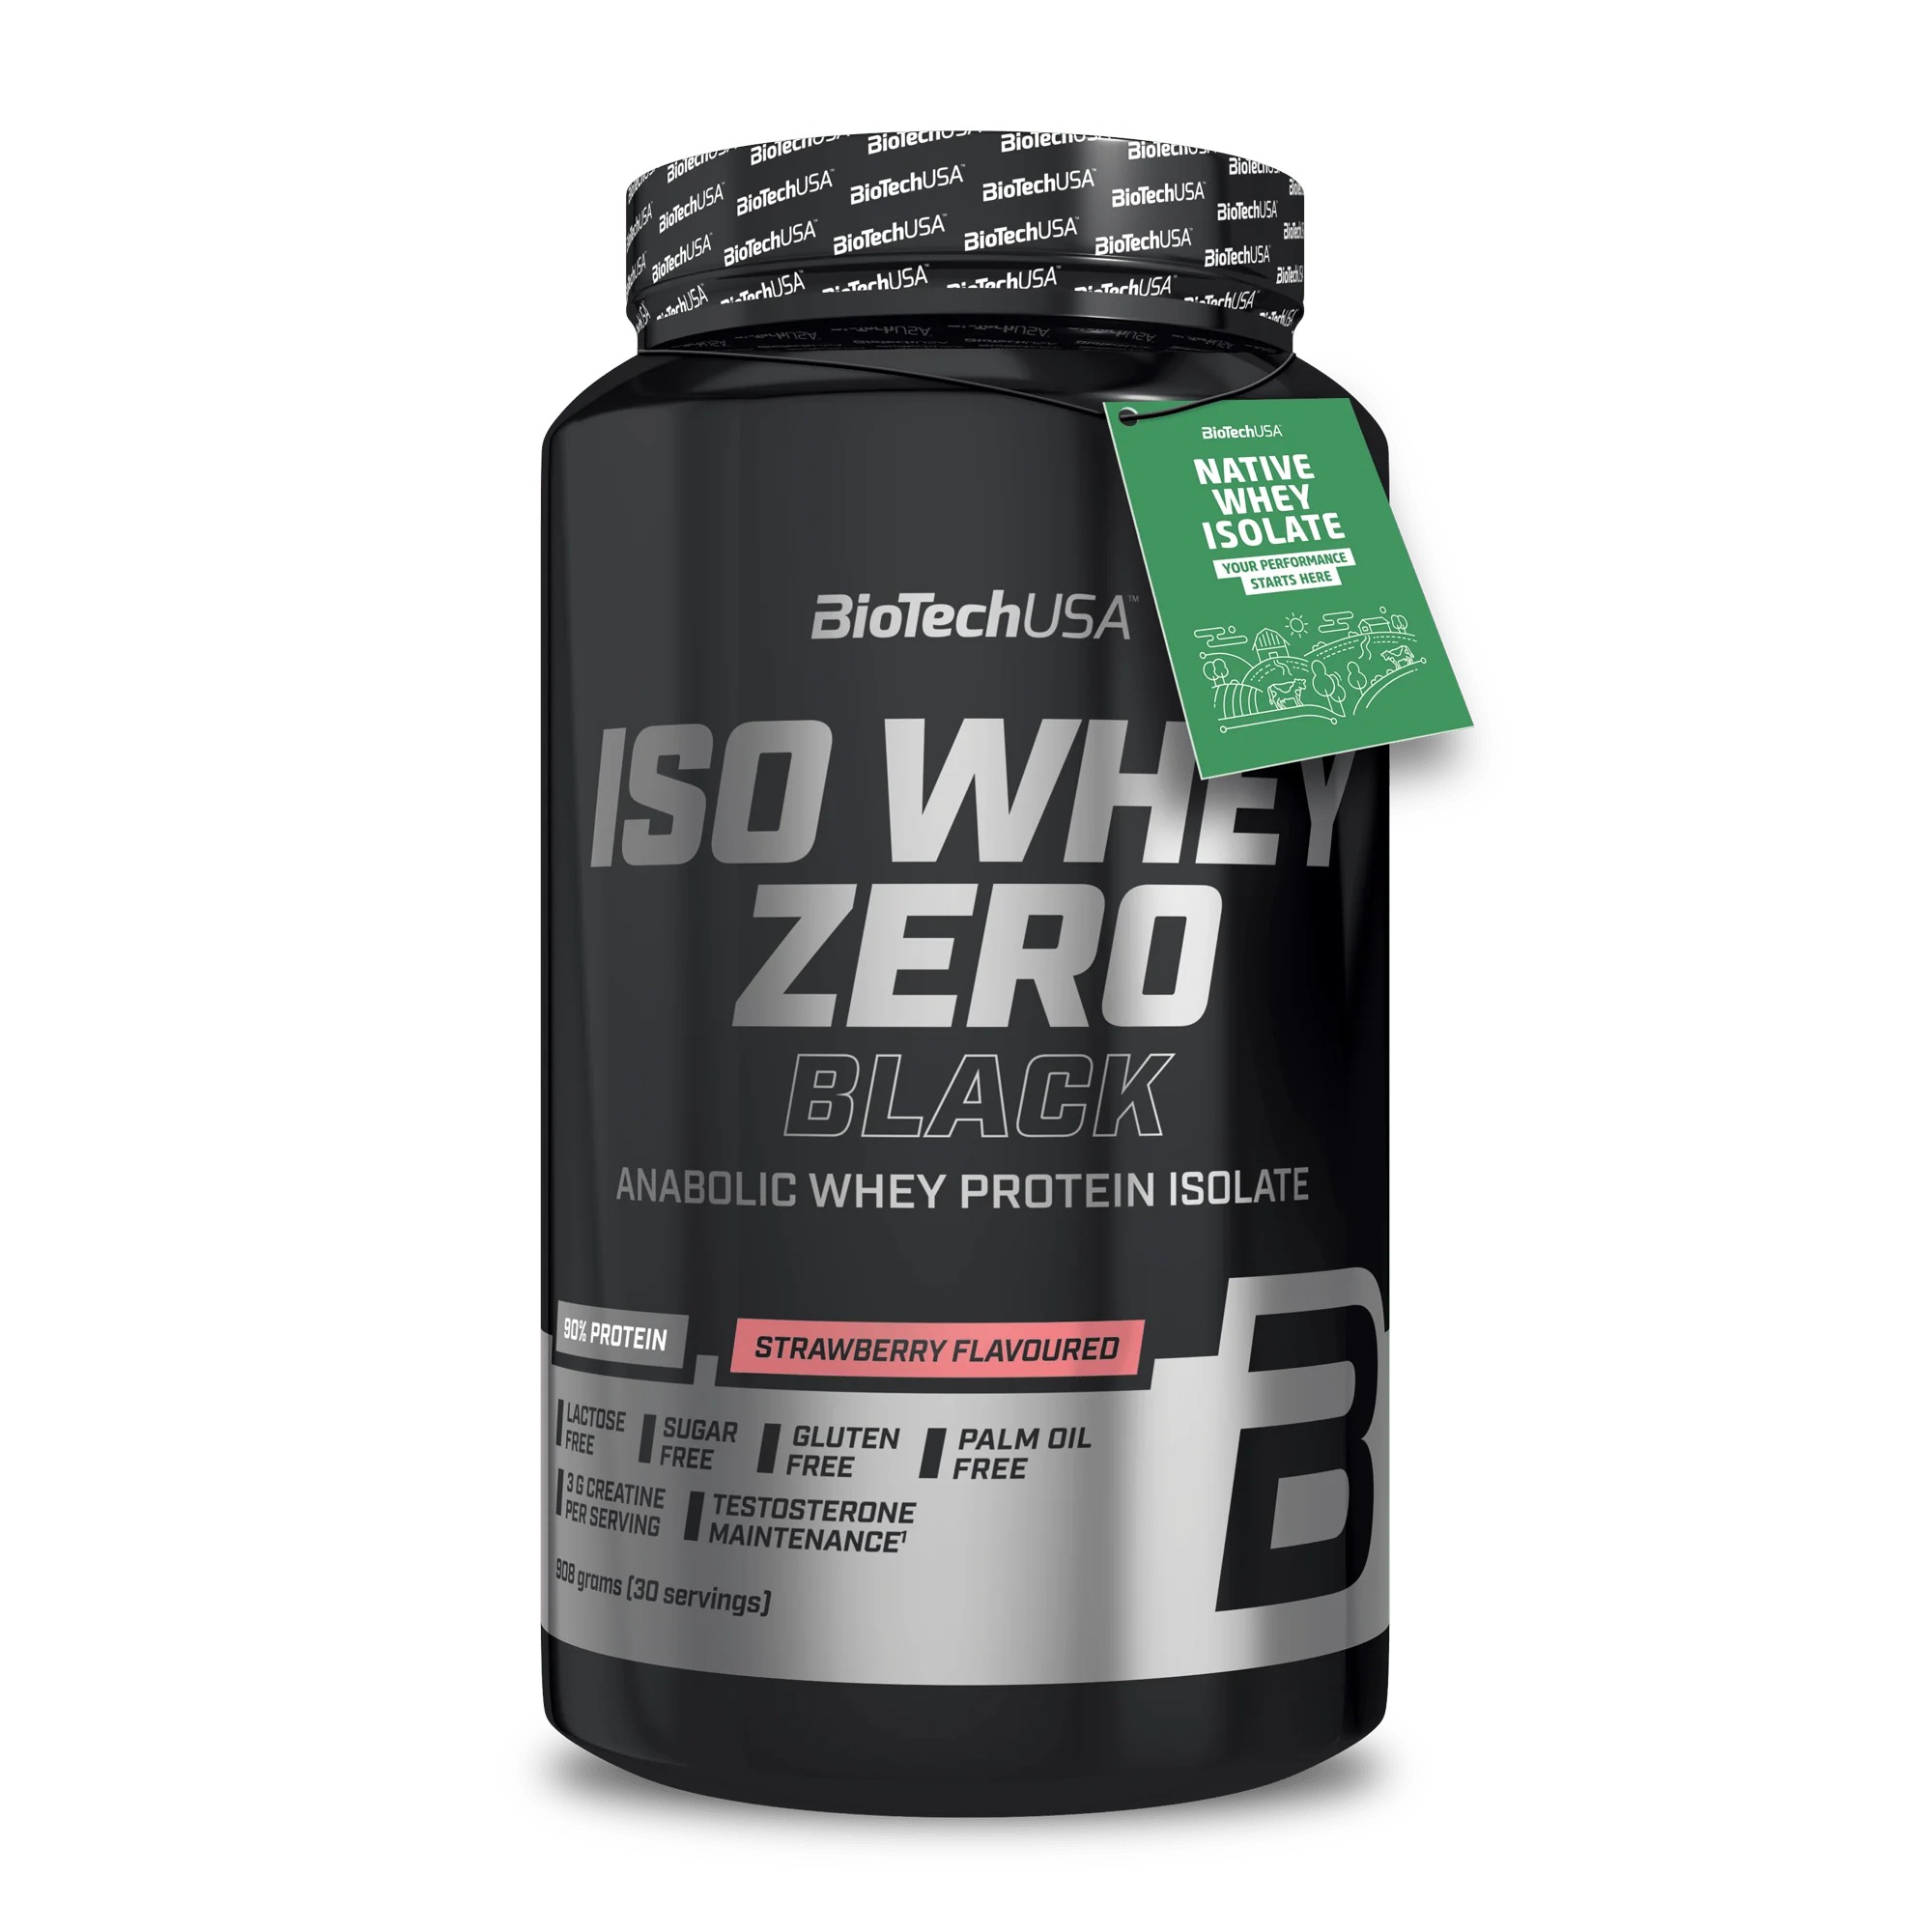 BioTechUSA™
NATIVE
WHEY
ISOLATE
YOUR PERFORMANCE
STARTS HERE
BioTechUSA™
ISO WHEY
ZERO
BLACK
ANABOLIC WHEY PROTEIN ISOLATE
90% PROTEIN
STRAWBERRY FLAVOURED
LACTOSE FREE
SUGAR FREE
GLUTEN FREE
PALM OIL FREE
3 G CREATINE PER SERVING
TESTOSTERONE MAINTENANCE¹
908 grams (30 servings)
B